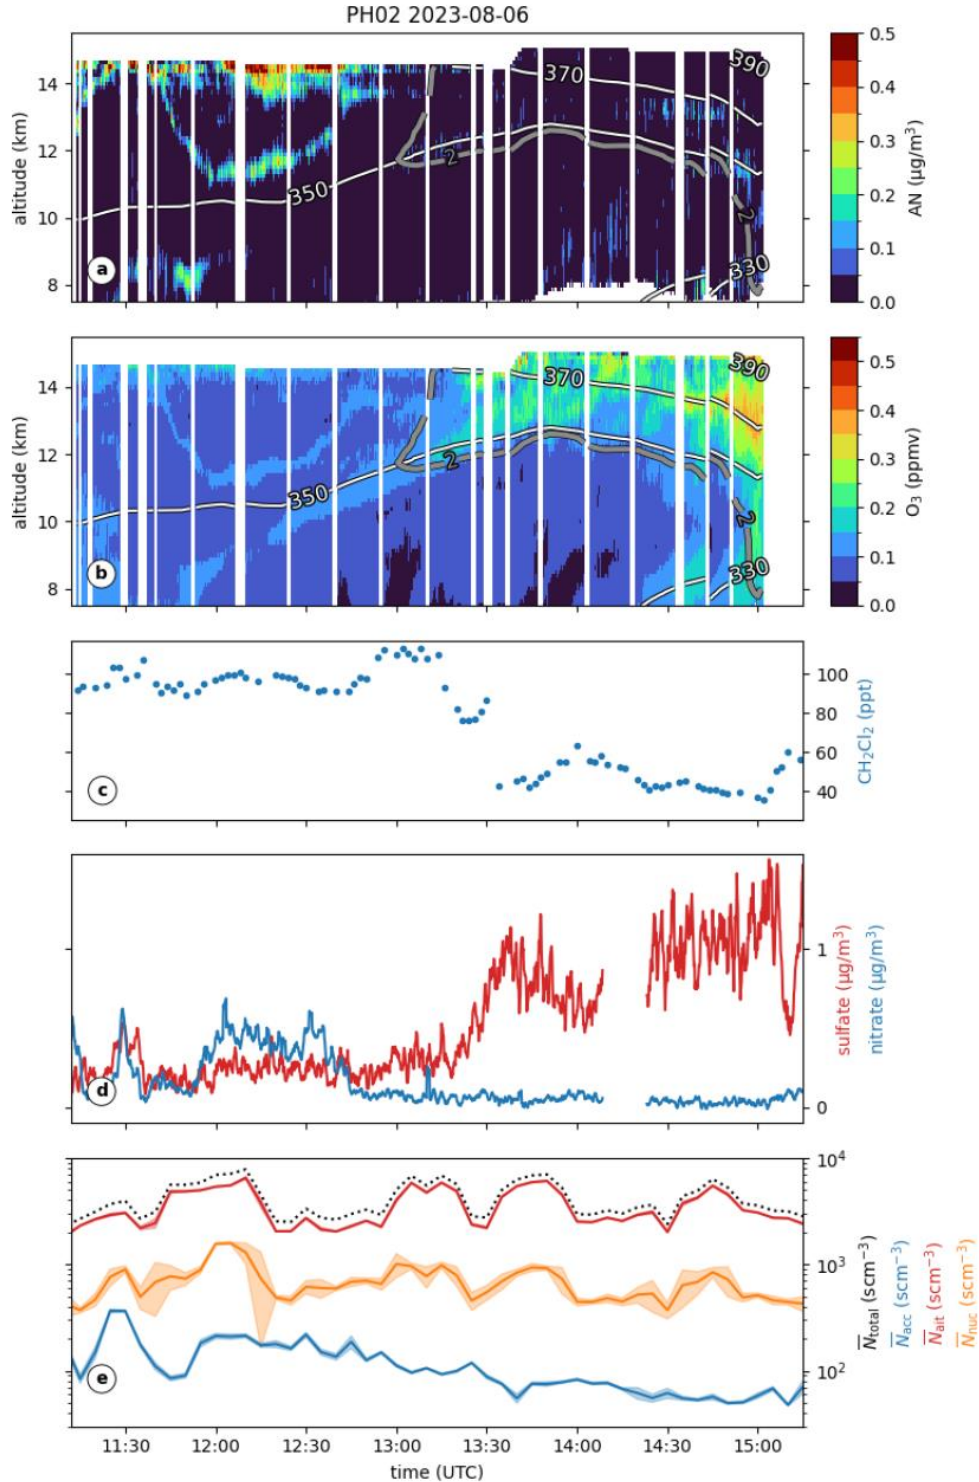 PH02 2023-08-06
14
12
10
8
altitude (km)
350
2
370
390
2
330
a
0.5
0.4
0.3
0.2
0.1
0.0
AN (μg/m³)
14
12
10
8
altitude (km)
350
2
370
390
2
330
b
0.5
0.4
0.3
0.2
0.1
0.0
O₃ (ppmv)
c
100
80
60
40
CH₂Cl₂ (ppt)
d
1
0
sulfate (μg/m³)
nitrate (μg/m³)
e
10⁴
10³
10²
N̅total (scm⁻³)
N̅acc (scm⁻³)
N̅ait (scm⁻³)
N̅nuc (scm⁻³)
11:30 12:00 12:30 13:00 13:30 14:00 14:30 15:00
time (UTC)